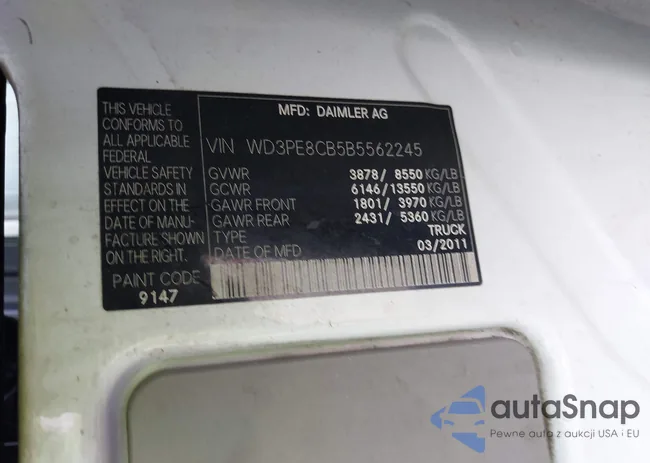 THIS VEHICLE
CONFORMS TO
ALL APPLICABLE
FEDERAL
VEHICLE SAFETY
STANDARDS IN
EFFECT ON THE
DATE OF MANU-
FACTURE SHOWN
ON THE RIGHT.
PAINT CODE
9147
MFD: DAIMLER AG
VIN WD3PE8CB5B5562245
GVWR 3878/ 8550 KG/LB
GCWR 6146/13550 KG/LB
GAWR FRONT 1801/ 3970 KG/LB
GAWR REAR 2431/ 5360 KG/LB
TYPE TRUCK
DATE OF MFD 03/2011
autoSnap
Pewne auta z aukcji USA i EU